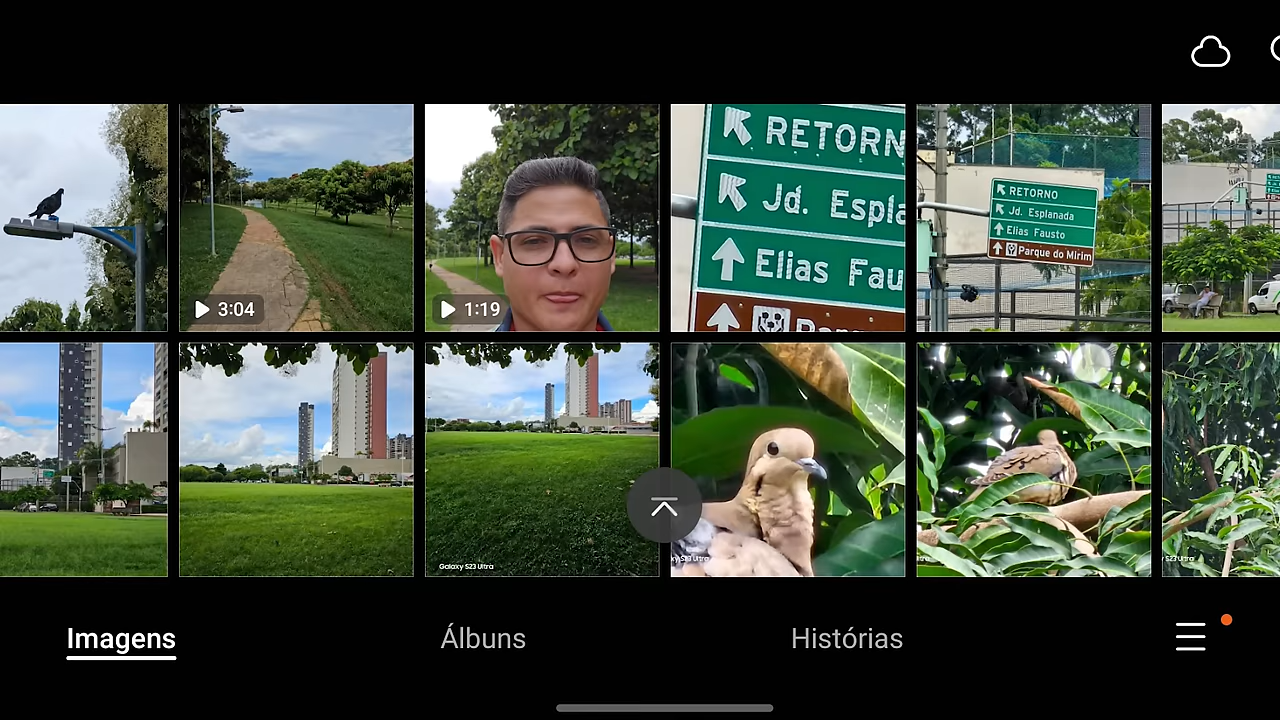 RETORN
Jd. Espla
Elias Fau
RETORNO
Jd. Esplanada
Elias Fausto
Parque do Mirim
3:04
1:19
Galaxy S23 Ultra
Imagens
Álbuns
Histórias